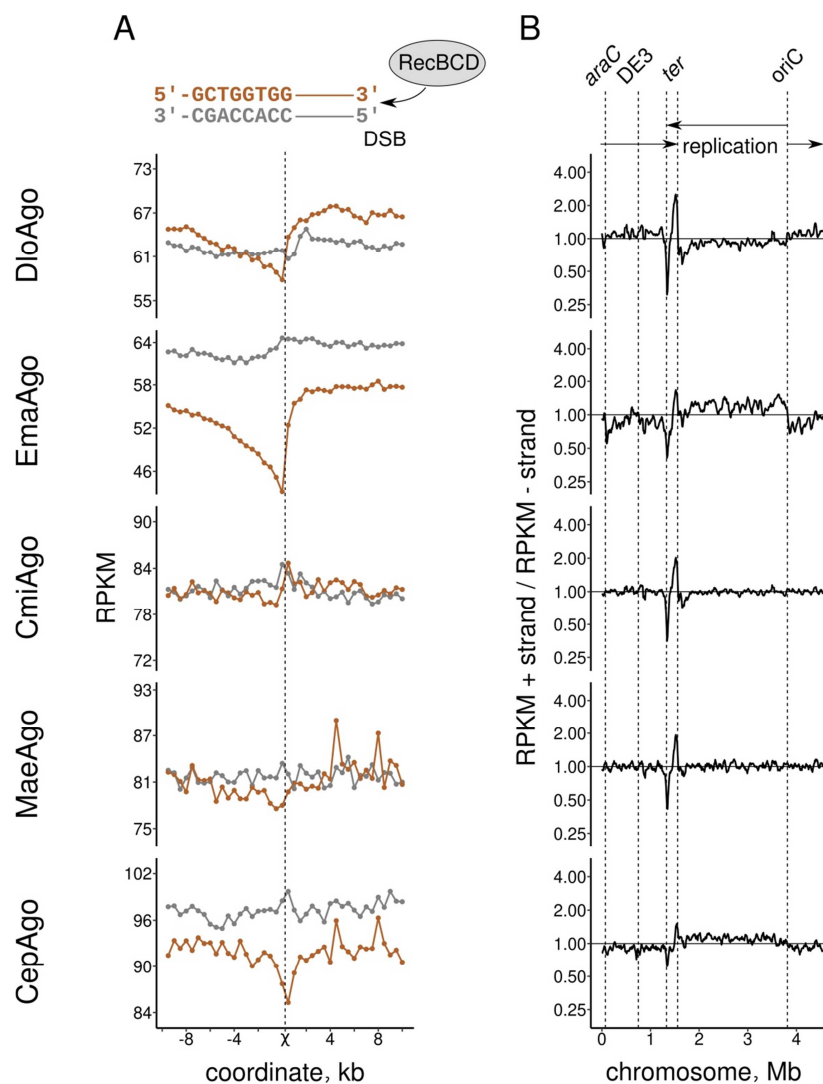 A
B
RecBCD
5'-GCTGGTGG 3'
3'-CGACCACC 5'
DSB
araC
DE3
ter
oriC
replication
DloAgo
73
67
61
55
4.00
2.00
1.00
0.50
0.25
EmaAgo
64
58
52
46
4.00
2.00
1.00
0.50
0.25
CmiAgo
RPKM
90
84
78
72
RPKM + strand / RPKM - strand
4.00
2.00
1.00
0.50
0.25
MaeAgo
93
87
81
75
4.00
2.00
1.00
0.50
0.25
CepAgo
102
96
90
84
4.00
2.00
1.00
0.50
0.25
-8 -4 χ 4 8
0 1 2 3 4
coordinate, kb
chromosome, Mb